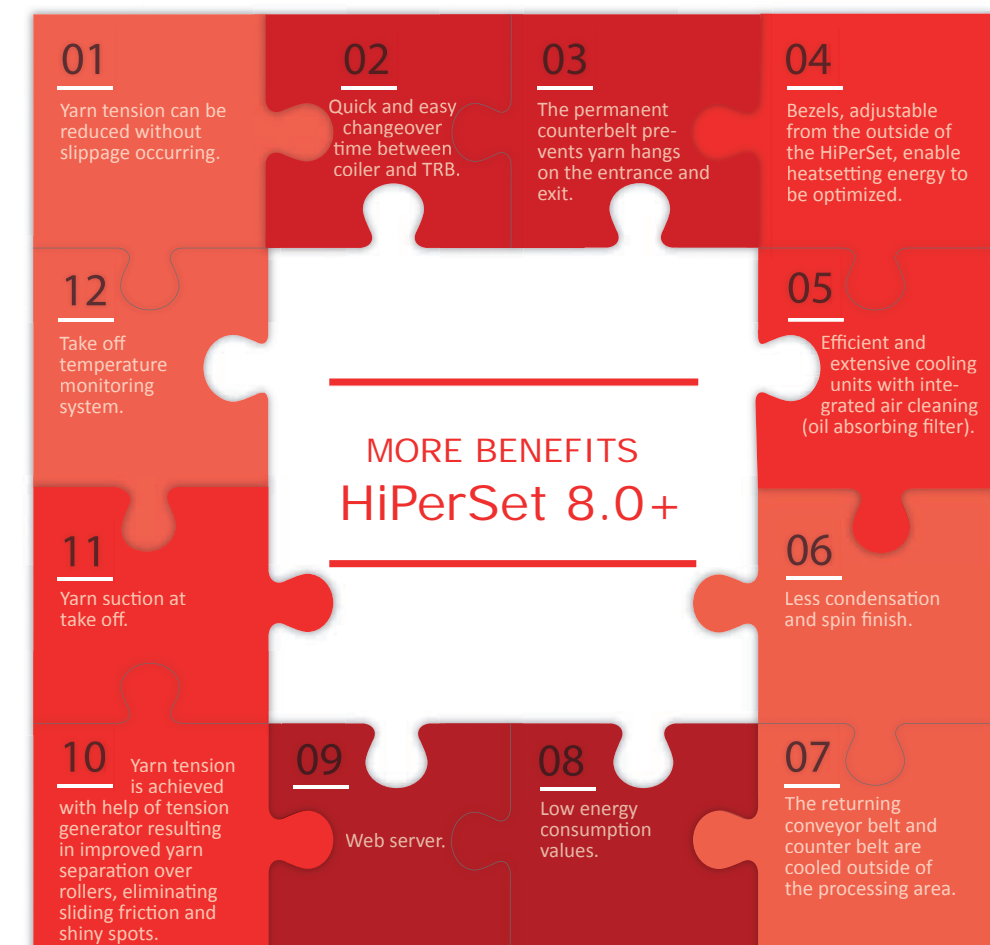 01
Yarn tension can be
reduced without
slippage occurring.
02
Quick and easy
changeover
time between
coiler and TRB.
03
The permanent
counterbelt pre-
vents yarn hangs
on the entrance and
exit.
04
Bezels, adjustable
from the outside of
the HiPerSet, enable
heatsetting energy to
be optimized.
12
Take off
temperature
monitoring
system.
MORE BENEFITS
HiPerSet 8.0+
05
Efficient and
extensive cooling
units with inte-
grated air cleaning
(oil absorbing filter).
11
Yarn suction at
take off.
06
Less condensation
and spin finish.
10
Yarn tension
is achieved
with help of tension
generator resulting
in improved yarn
separation over
rollers, eliminating
sliding friction and
shiny spots.
09
Web server.
08
Low energy
consumption
values.
07
The returning
conveyor belt and
counter belt are
cooled outside of
the processing area.